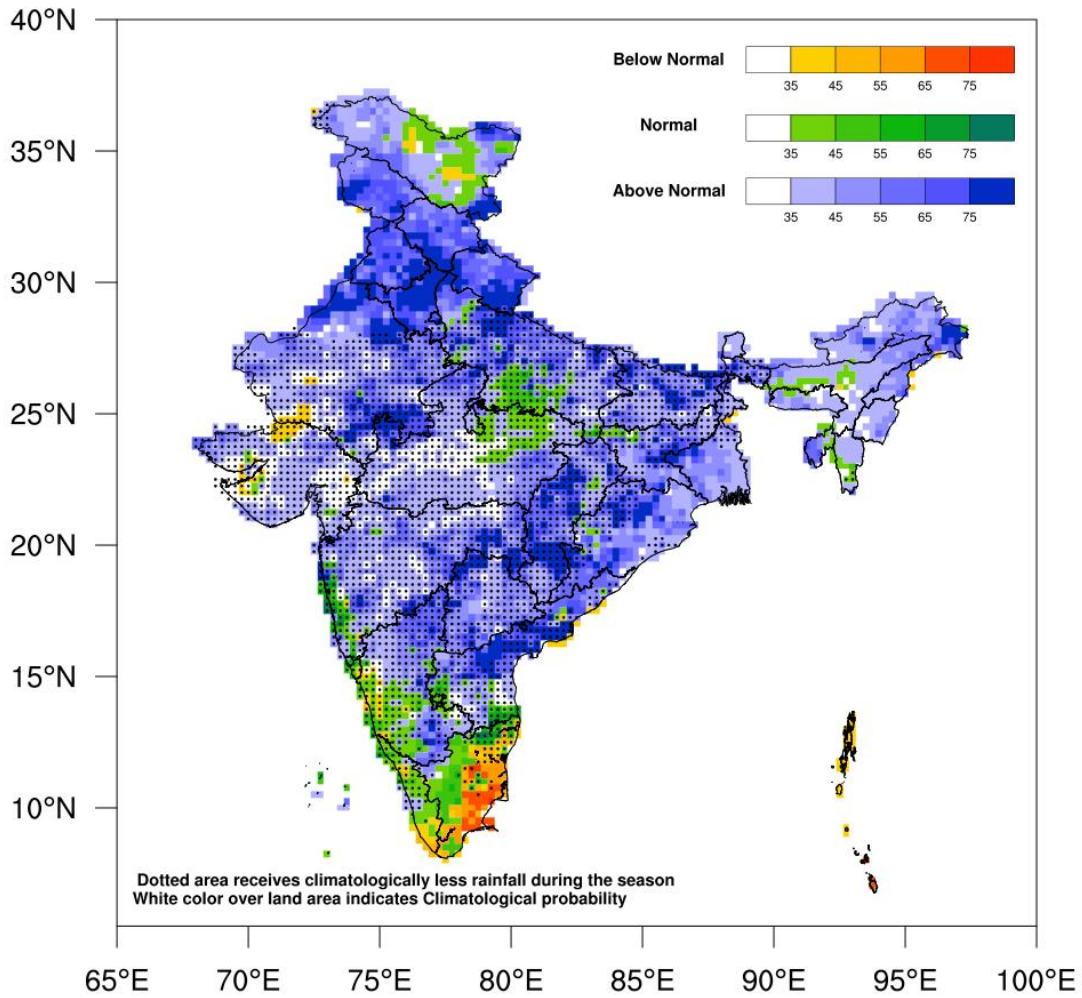 40°N
Below Normal
35 45 55 65 75
Normal
35°N
35 45 55 65 75
Above Normal
35 45 55 65 75
30°N
25°N
20°N
15°N
10°N
Dotted area receives climatologically less rainfall during the season
White color over land area indicates Climatological probability
65°E 70°E 75°E 80°E 85°E 90°E 95°E 100°E